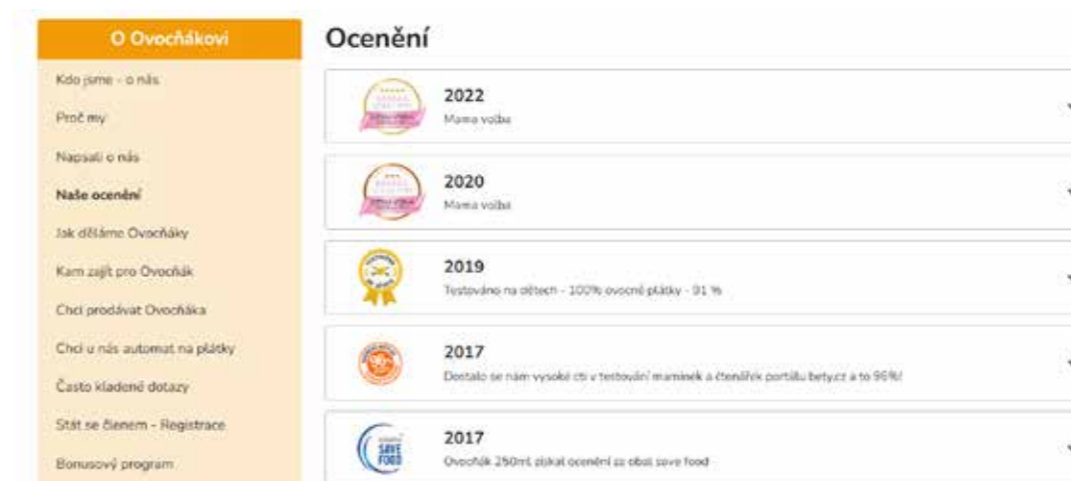 O Ovocňákovi
Kdo jsme - o nás
Proč my
Napsali o nás
Naše ocenění
Jak děláme Ovocňáky
Kam zajít pro Ovocňák
Chci prodávat Ovocňáka
Chci u nás automat na plátky
Často kladené dotazy
Stát se členem - Registrace
Bonusový program
Ocenění
2022
Mama volba
2020
Mama volba
2019
Testováno na dětech - 100% ovocné plátky - 91 %
2017
Dostalo se nám vysoké cti v testování maminek a čtenářek portálu bety.cz a to 96%!
SAVE
FOOD
2017
Ovocňák 250ml získal ocenění za obal save food